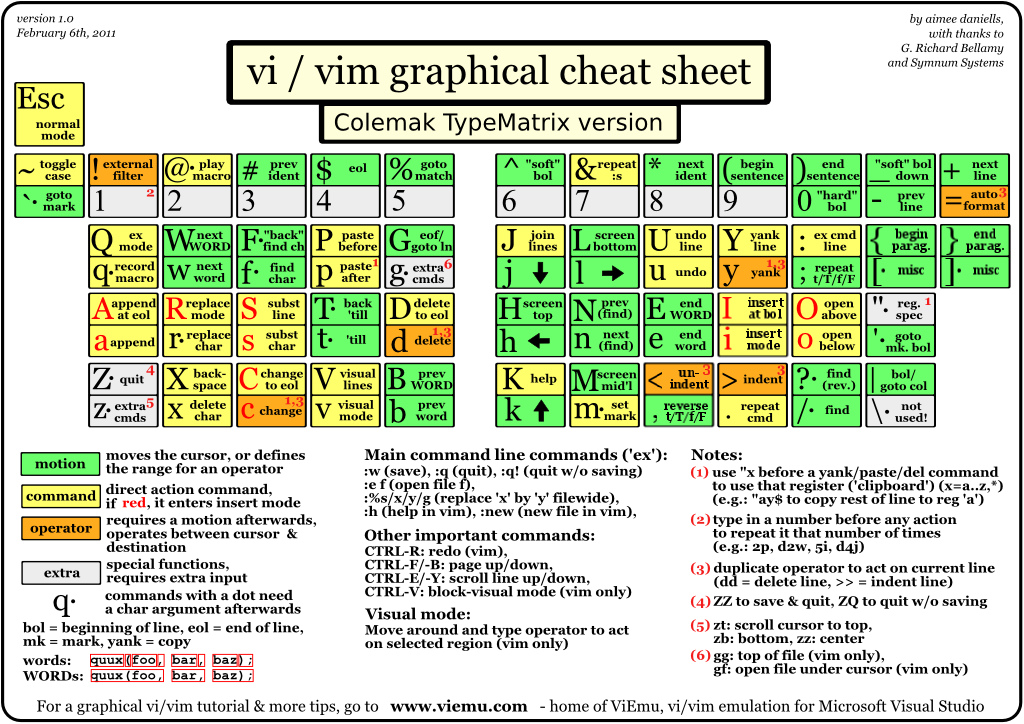 version 1.0
February 6th, 2011
by aimee daniells,
with thanks to
G. Richard Bellamy
and Symnum Systems
vi / vim graphical cheat sheet
Colemak TypeMatrix version
Esc
normal
mode
~ toggle case
! external filter
@· play macro
# prev ident
$ eol
% goto match
^ "soft" bol
& repeat :s
* next ident
( begin sentence
) end sentence
_ "soft" bol down
+ next line
`· goto mark
1 2
2
3
4
5
6
7
8
9
0 "hard" bol
- prev line
= auto format 3
Q ex mode
W next WORD
F· "back" find ch
P paste before
G eof/ goto ln
J join lines
L screen bottom
U undo line
Y yank line
: ex cmd line
{ begin parag.
} end parag.
q· record macro
w next word
f· find char
p paste after 1
g· extra cmds 6
j
l
u undo
y yank 1,3
; repeat t/T/f/F
[· misc
]· misc
A append at eol
R replace mode
S subst line
T· back 'till
D delete to eol
H screen top
N prev (find)
E end WORD
I insert at bol
O open above
"· reg. spec 1
a append
r· replace char
s subst char
t· 'till
d delete 1,3
h
n next (find)
e end word
i insert mode
o open below
'· goto mk. bol
Z· quit 4
X back-space
C change to eol
V visual lines
B prev WORD
K help
M screen mid'l
< un-indent 3
> indent 3
?· find (rev.)
| bol/ goto col
z· extra cmds 5
x delete char
c change 1,3
v visual mode
b prev word
k
m· set mark
, reverse t/T/f/F
. repeat cmd
/· find
\· not used!
motion
moves the cursor, or defines
the range for an operator
command
direct action command,
if red, it enters insert mode
operator
requires a motion afterwards,
operates between cursor &
destination
extra
special functions,
requires extra input
q·
commands with a dot need
a char argument afterwards
bol = beginning of line, eol = end of line,
mk = mark, yank = copy
words: quux(foo, bar, baz);
WORDs: quux(foo, bar, baz);
Main command line commands ('ex'):
:w (save), :q (quit), :q! (quit w/o saving)
:e f (open file f),
:%s/x/y/g (replace 'x' by 'y' filewide),
:h (help in vim), :new (new file in vim),
Other important commands:
CTRL-R: redo (vim),
CTRL-F/-B: page up/down,
CTRL-E/-Y: scroll line up/down,
CTRL-V: block-visual mode (vim only)
Visual mode:
Move around and type operator to act
on selected region (vim only)
Notes:
(1) use "x before a yank/paste/del command
to use that register ('clipboard') (x=a..z,*)
(e.g.: "ay$ to copy rest of line to reg 'a')
(2) type in a number before any action
to repeat it that number of times
(e.g.: 2p, d2w, 5i, d4j)
(3) duplicate operator to act on current line
(dd = delete line, >> = indent line)
(4) ZZ to save & quit, ZQ to quit w/o saving
(5) zt: scroll cursor to top,
zb: bottom, zz: center
(6) gg: top of file (vim only),
gf: open file under cursor (vim only)
For a graphical vi/vim tutorial & more tips, go to www.viemu.com - home of ViEmu, vi/vim emulation for Microsoft Visual Studio